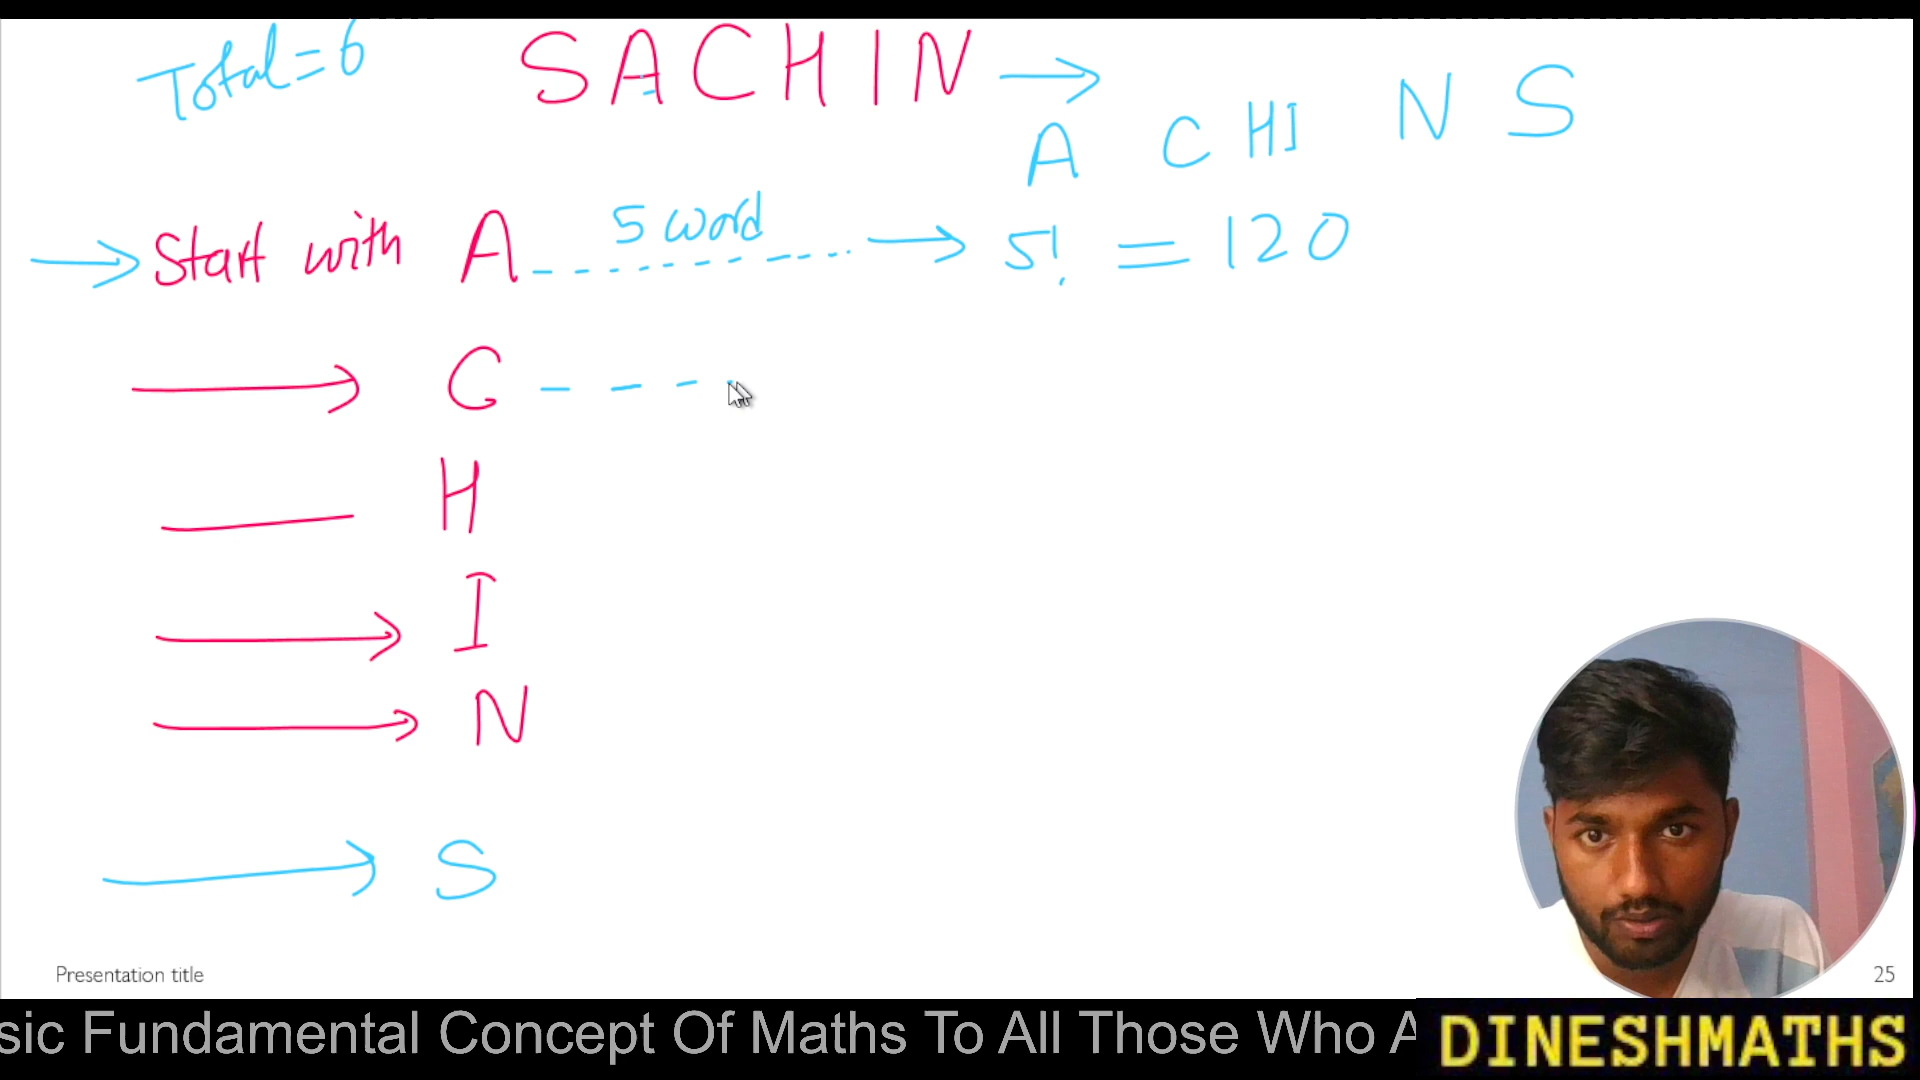 Total = 6
SACHIN →
A C H I N S
→ Start with A - - - - - - 5 word → 5! = 120
→ C - - -
— H
→ I
→ N
→ S
Presentation title
25
sic Fundamental Concept Of Maths To All Those Who A
DINESHMATHS